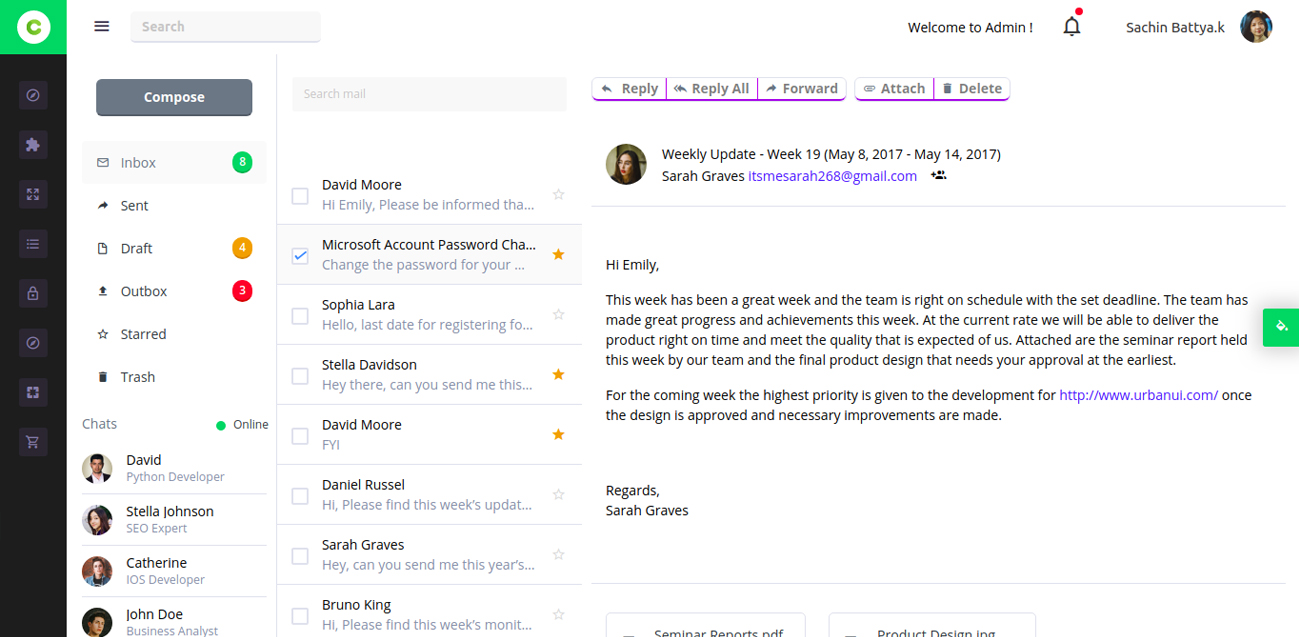 C
Search
Welcome to Admin !
Sachin Battya.k
Compose
Inbox
8
Sent
Draft
4
Outbox
3
Starred
Trash
Chats
Online
David
Python Developer
Stella Johnson
SEO Expert
Catherine
IOS Developer
John Doe
Business Analyst
Search mail
David Moore
Hi Emily, Please be informed tha...
Microsoft Account Password Cha...
Change the password for your ...
Sophia Lara
Hello, last date for registering fo...
Stella Davidson
Hey there, can you send me this...
David Moore
FYI
Daniel Russel
Hi, Please find this week's updat...
Sarah Graves
Hey, can you send me this year's...
Bruno King
Hi, Please find this week's monit...
Reply
Reply All
Forward
Attach
Delete
Weekly Update - Week 19 (May 8, 2017 - May 14, 2017)
Sarah Graves itsmesarah268@gmail.com
Hi Emily,
This week has been a great week and the team is right on schedule with the set deadline. The team has
made great progress and achievements this week. At the current rate we will be able to deliver the
product right on time and meet the quality that is expected of us. Attached are the seminar report held
this week by our team and the final product design that needs your approval at the earliest.
For the coming week the highest priority is given to the development for http://www.urbanui.com/ once
the design is approved and necessary improvements are made.
Regards,
Sarah Graves
Seminar Reports.pdf
Product Design.jpg